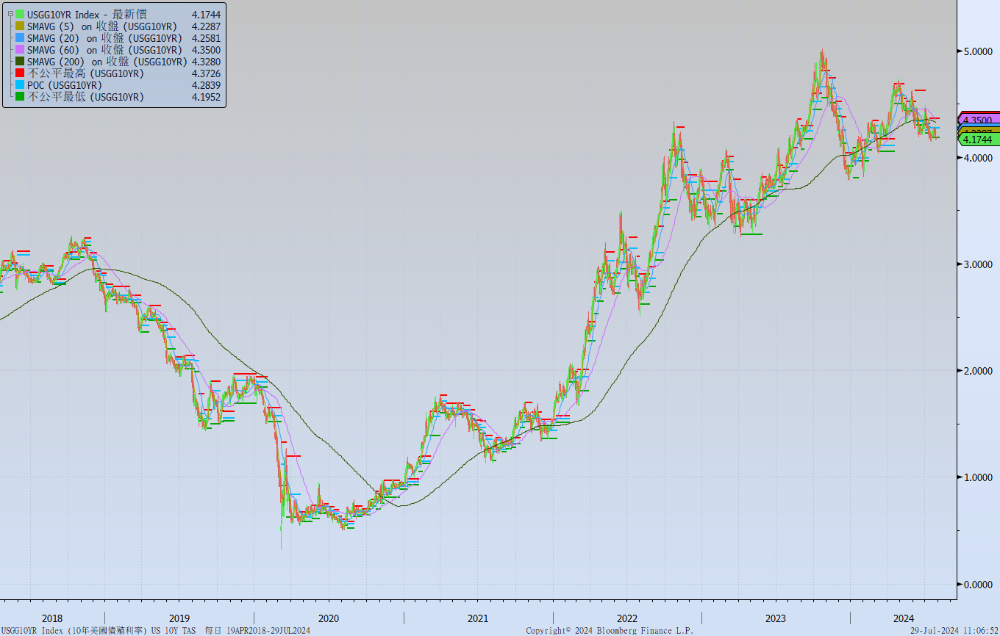 USGG10YR Index - 最新價 4.1744
SMAVG (5) on 收盤 (USGG10YR) 4.2287
SMAVG (20) on 收盤 (USGG10YR) 4.2581
SMAVG (60) on 收盤 (USGG10YR) 4.3500
SMAVG (200) on 收盤 (USGG10YR) 4.3280
不公平最高 (USGG10YR) 4.3726
POC (USGG10YR) 4.2839
不公平最低 (USGG10YR) 4.1952
5.0000
4.3500
4.1744
4.0000
3.0000
2.0000
1.0000
0.0000
2018 2019 2020 2021 2022 2023 2024
USGG10YR Index (10年美國債殖利率) US 10Y TAS 每日 19APR2018-29JUL2024 Copyright© 2024 Bloomberg Finance L.P. 29-Jul-2024 11:06:52